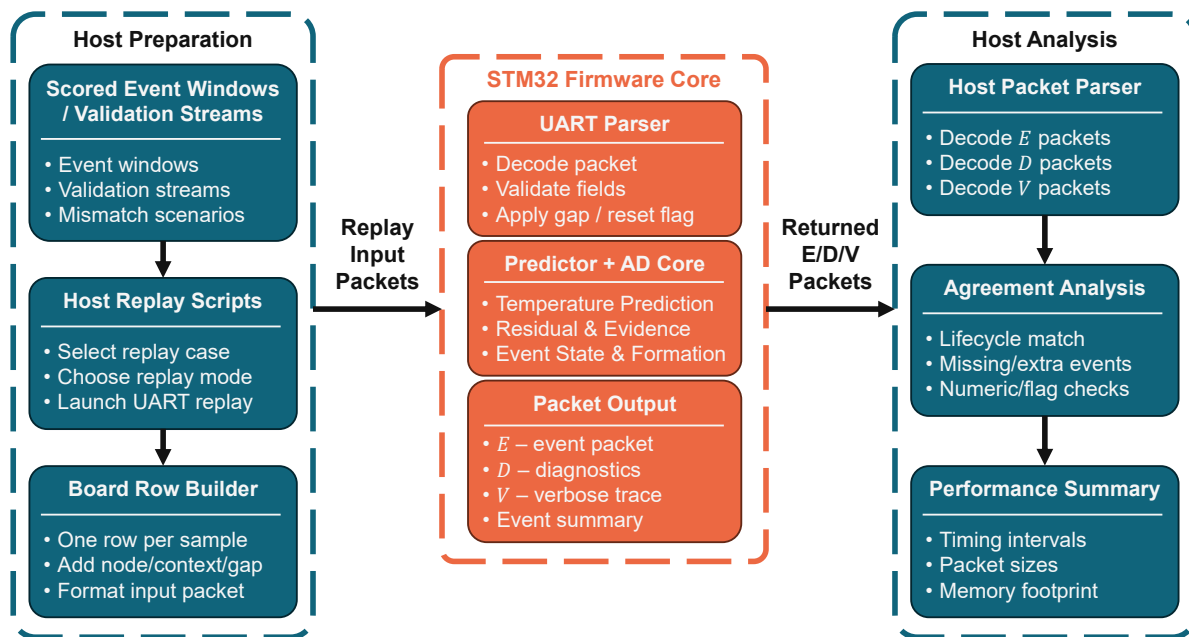 Host Preparation
Scored Event Windows
/ Validation Streams
• Event windows
• Validation streams
• Mismatch scenarios
Host Replay Scripts
• Select replay case
• Choose replay mode
• Launch UART replay
Board Row Builder
• One row per sample
• Add node/context/gap
• Format input packet
Replay
Input
Packets
STM32 Firmware Core
UART Parser
• Decode packet
• Validate fields
• Apply gap / reset flag
Predictor + AD Core
• Temperature Prediction
• Residual & Evidence
• Event State & Formation
Packet Output
• E – event packet
• D – diagnostics
• V – verbose trace
• Event summary
Returned
E/D/V
Packets
Host Analysis
Host Packet Parser
• Decode E packets
• Decode D packets
• Decode V packets
Agreement Analysis
• Lifecycle match
• Missing/extra events
• Numeric/flag checks
Performance Summary
• Timing intervals
• Packet sizes
• Memory footprint